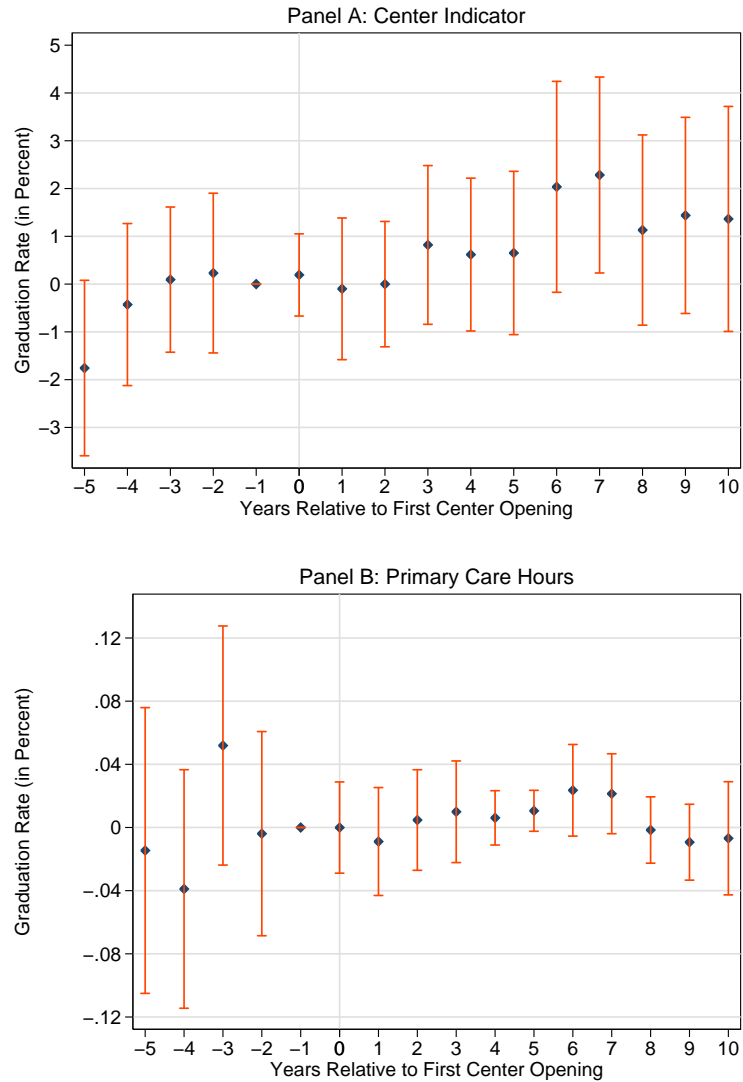 Panel A: Center Indicator
5
4
3
2
1
0
−1
−2
−3
Graduation Rate (in Percent)
−5 −4 −3 −2 −1 0 1 2 3 4 5 6 7 8 9 10
Years Relative to First Center Opening
Panel B: Primary Care Hours
.12
.08
.04
0
−.04
−.08
−.12
Graduation Rate (in Percent)
−5 −4 −3 −2 −1 0 1 2 3 4 5 6 7 8 9 10
Years Relative to First Center Opening